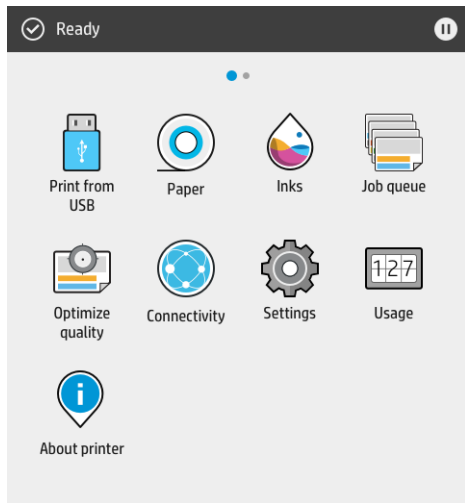 Ready
Print from
USB
Paper
Inks
Job queue
Optimize
quality
Connectivity
Settings
127
Usage
About printer